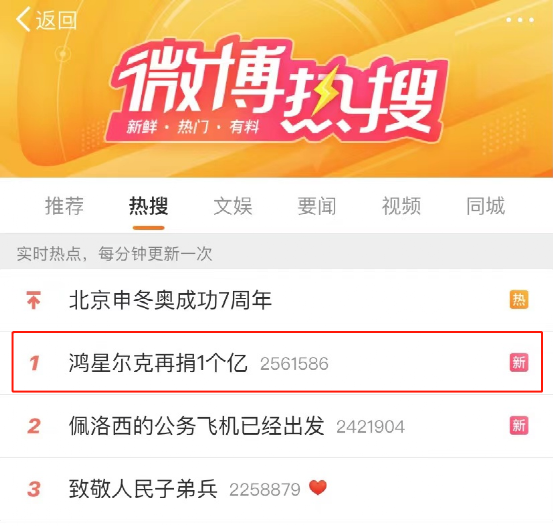 返回
微博热搜
新鲜·热门·有料
推荐 热搜 文娱 要闻 视频 同城
实时热点，每分钟更新一次
北京申冬奥成功7周年 热
1 鸿星尔克再捐1个亿 2561586 新
2 佩洛西的公务飞机已经出发 2421904 新
3 致敬人民子弟兵 2258879